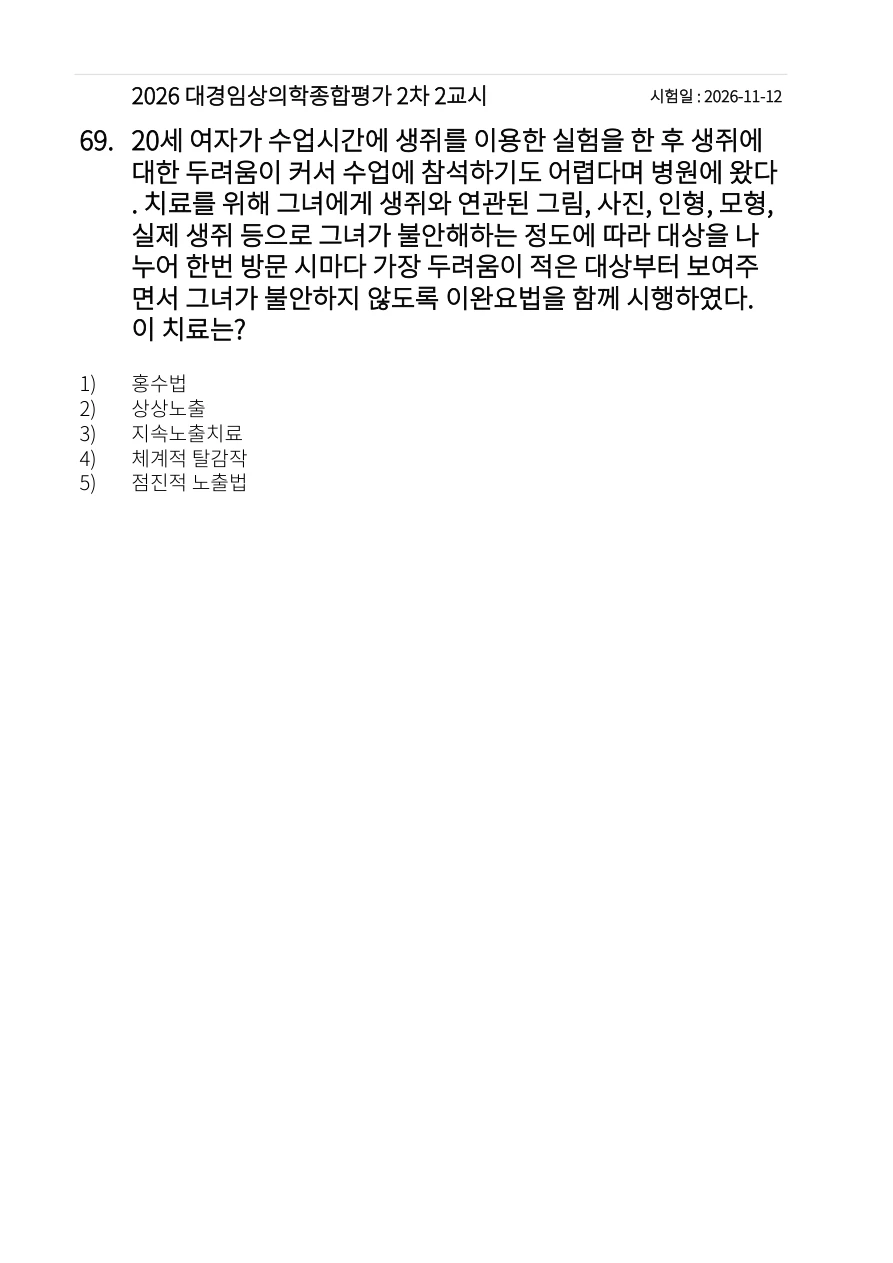 2026 대경임상의학종합평가 2차 2교시
시험일 : 2026-11-12
69. 20세 여자가 수업시간에 생쥐를 이용한 실험을 한 후 생쥐에
대한 두려움이 커서 수업에 참석하기도 어렵다며 병원에 왔다
. 치료를 위해 그녀에게 생쥐와 연관된 그림, 사진, 인형, 모형,
실제 생쥐 등으로 그녀가 불안해하는 정도에 따라 대상을 나
누어 한번 방문 시마다 가장 두려움이 적은 대상부터 보여주
면서 그녀가 불안하지 않도록 이완요법을 함께 시행하였다.
이 치료는?
1) 홍수법
2) 상상노출
3) 지속노출치료
4) 체계적 탈감작
5) 점진적 노출법